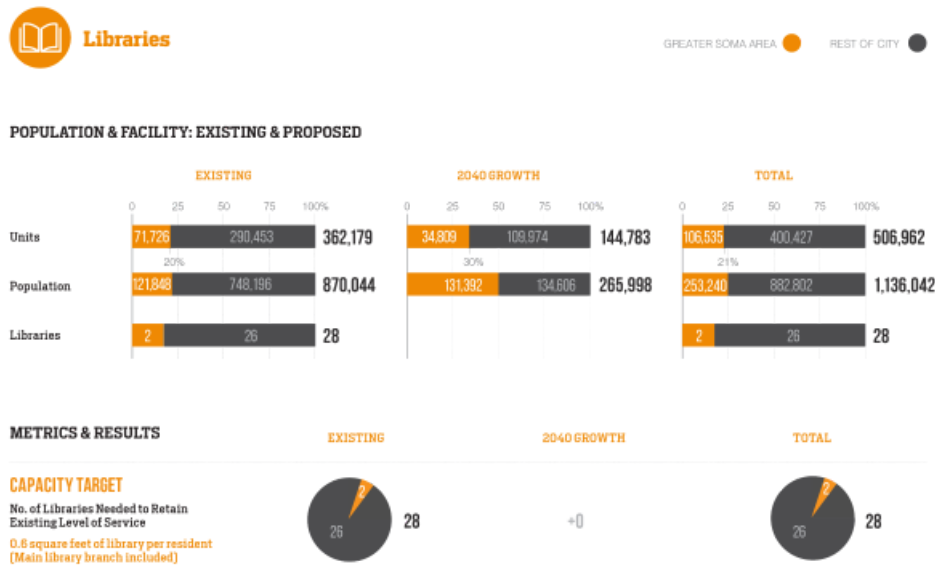 Libraries
GREATER SOMA AREA
REST OF CITY
POPULATION & FACILITY: EXISTING & PROPOSED
EXISTING
2040 GROWTH
TOTAL
0 25 50 75 100%
0 25 50 75 100%
0 25 50 75 100%
Units
71,726 290,453 362,179
34,809 109,974 144,783
106,535 400,427 506,962
20%
30%
21%
Population
121,848 748,196 870,044
131,392 134,606 265,998
253,240 882,802 1,136,042
Libraries
2 26 28
2 26 28
METRICS & RESULTS
EXISTING
2040 GROWTH
TOTAL
CAPACITY TARGET
No. of Libraries Needed to Retain
Existing Level of Service
0.6 square feet of library per resident
(Main library branch included)
2 26 28
+0
2 26 28